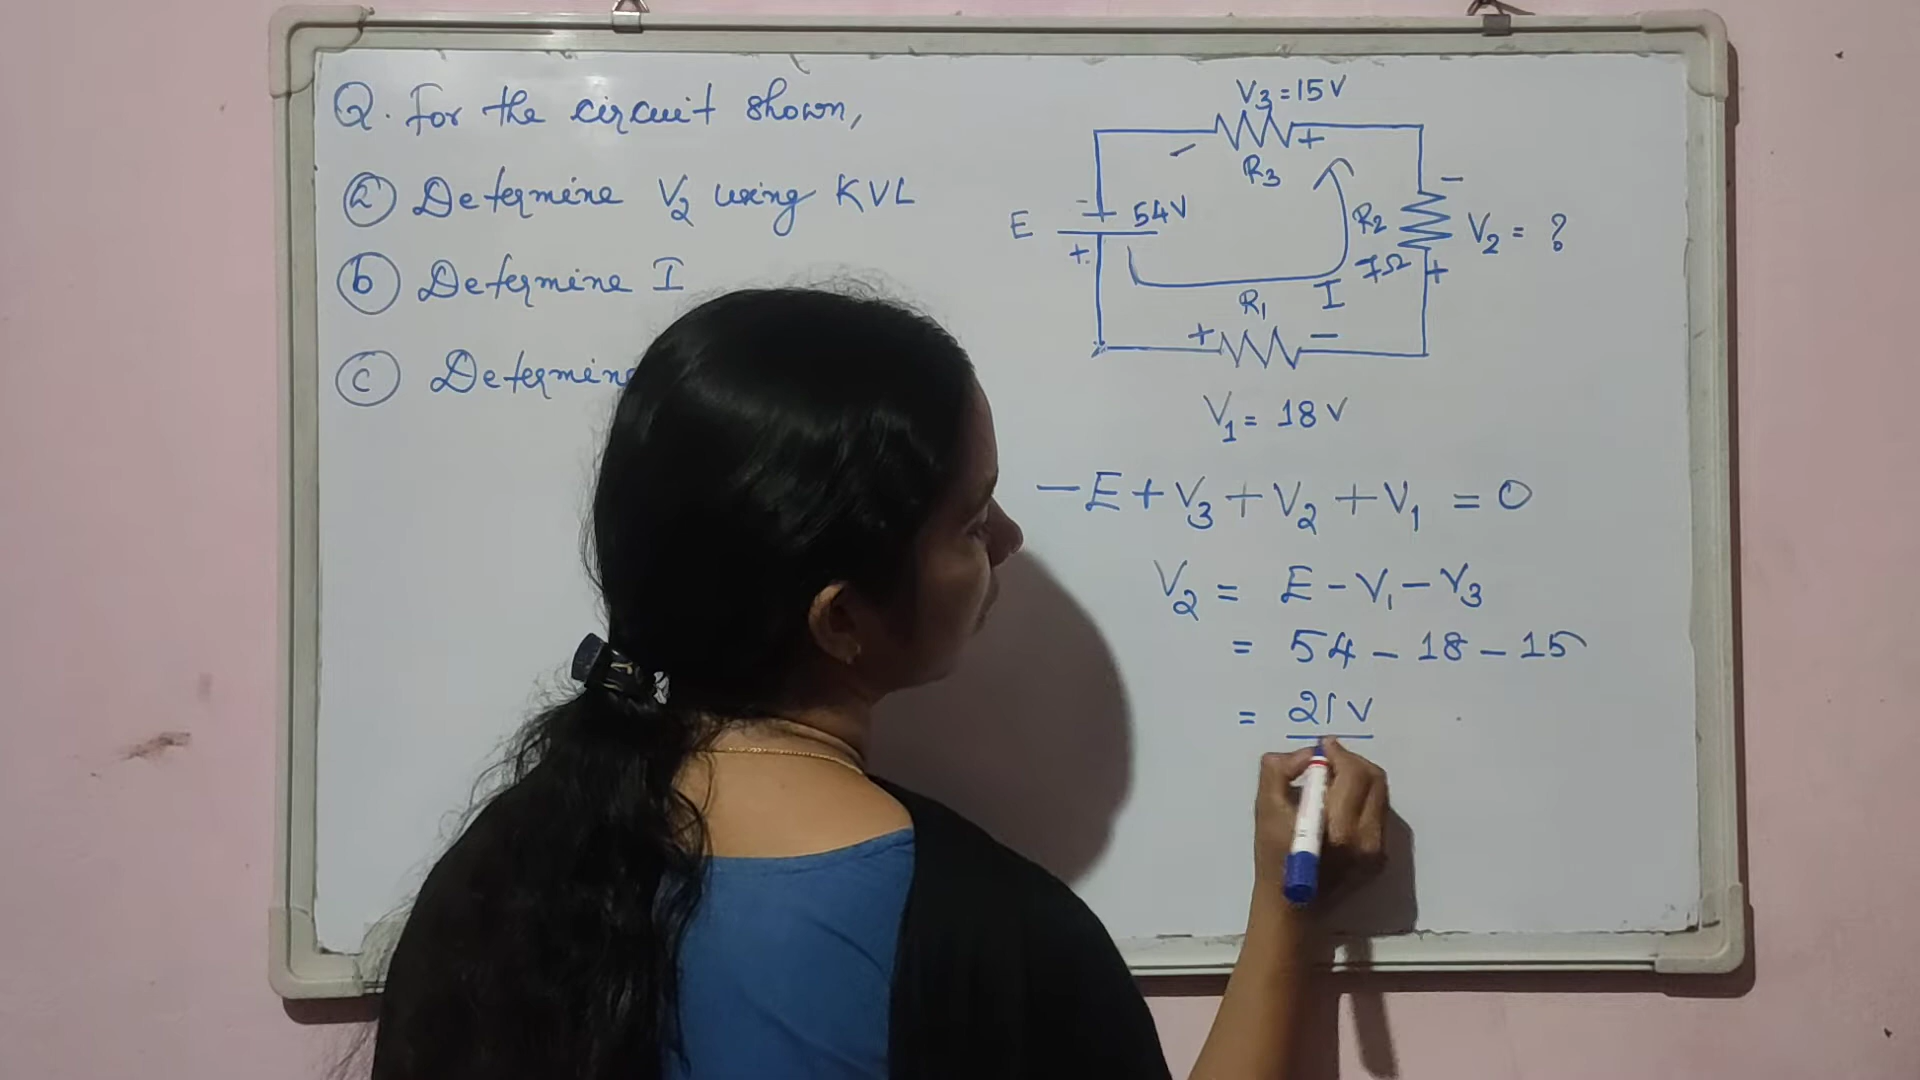 Q. For the circuit shown,
a Determine V2 using KVL
b Determine I
c Determine
V3 = 15V
- +
R3
-
E 54V R2 V2 = ?
+ 7Ω +
R1 I
+ -
V1 = 18 V
-E + V3 + V2 + V1 = 0
V2 = E - V1 - V3
= 54 - 18 - 15
= 21 V